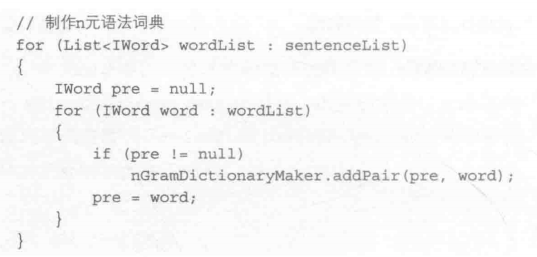 // 制作n元语法词典
for (List<IWord> wordList : sentenceList)
{
    IWord pre = null;
    for (IWord word : wordList)
    {
        if (pre != null)
            nGramDictionaryMaker.addPair(pre, word);
        pre = word;
    }
}